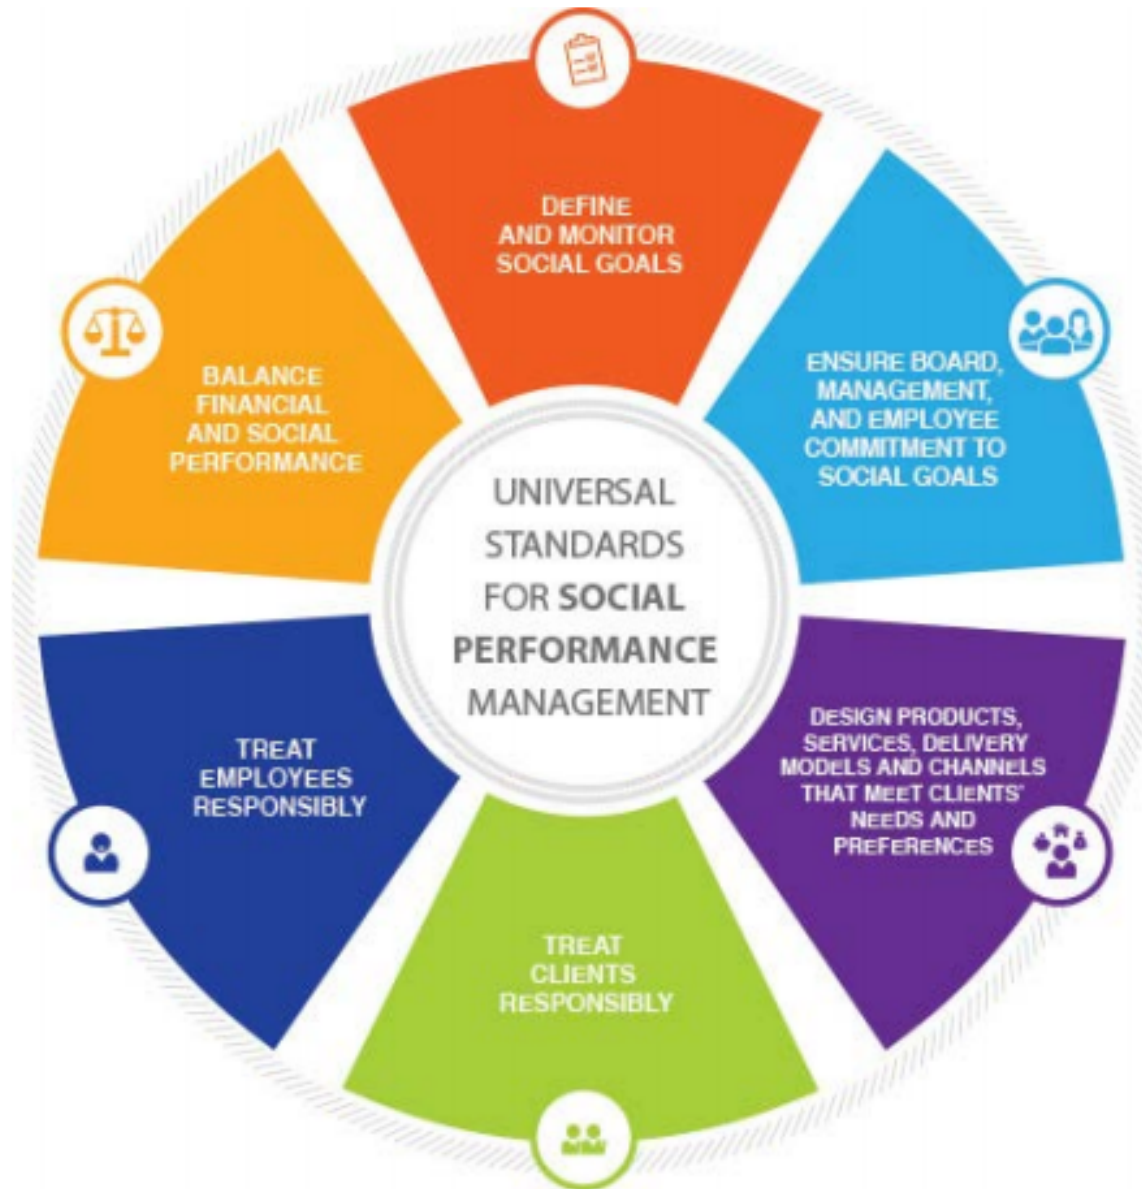 DEFINE
AND MONITOR
SOCIAL GOALS
ENSURE BOARD,
MANAGEMENT,
AND EMPLOYEE
COMMITMENT TO
SOCIAL GOALS
DESIGN PRODUCTS,
SERVICES, DELIVERY
MODELS AND CHANNELS
THAT MEET CLIENTS'
NEEDS AND
PREFERENCES
TREAT
CLIENTS
RESPONSIBLY
TREAT
EMPLOYEES
RESPONSIBLY
BALANCE
FINANCIAL
AND SOCIAL
PERFORMANCE
UNIVERSAL
STANDARDS
FOR SOCIAL
PERFORMANCE
MANAGEMENT